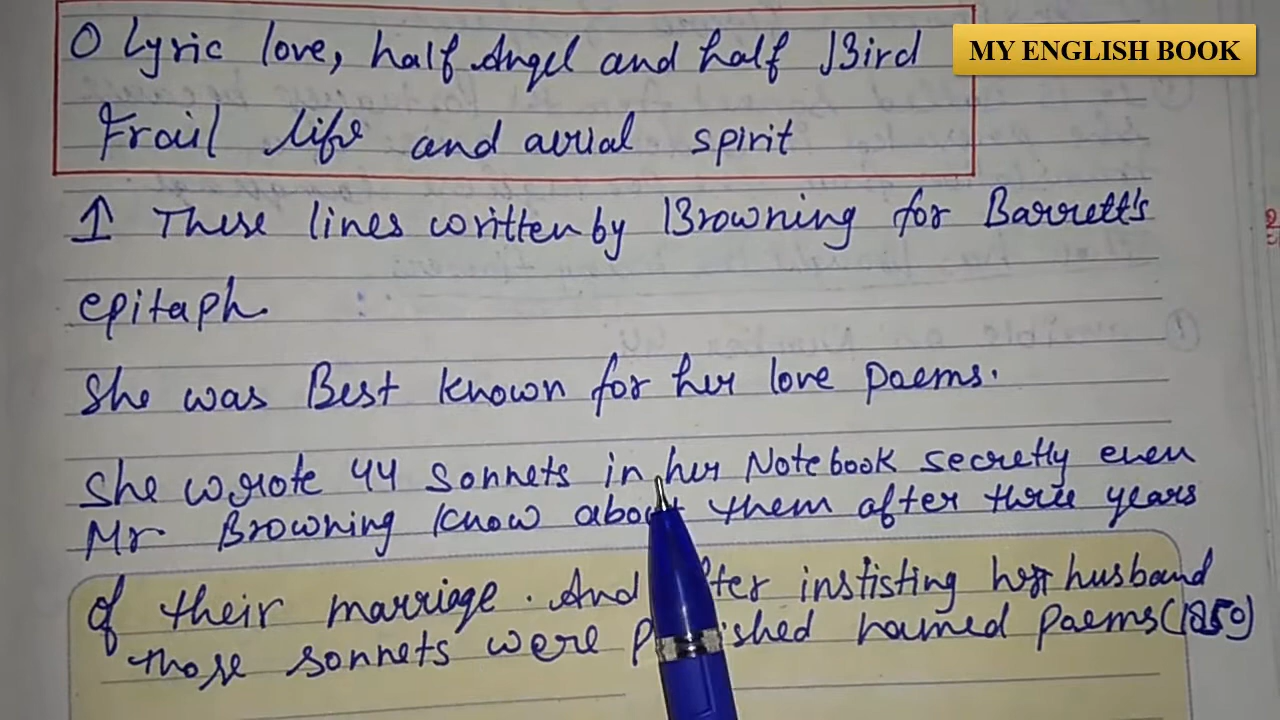 MY ENGLISH BOOK
O Lyric love, half Angel and half Bird
Frail life and aerial spirit
These lines written by Browning for Barrett's
epitaph.
She was Best known for her love Poems.
She wrote 44 sonnets in her Notebook secretly even
Mr Browning know about them after three years
of their marriage. And after insfisting her husband
those sonnets were published named Poems (1850)